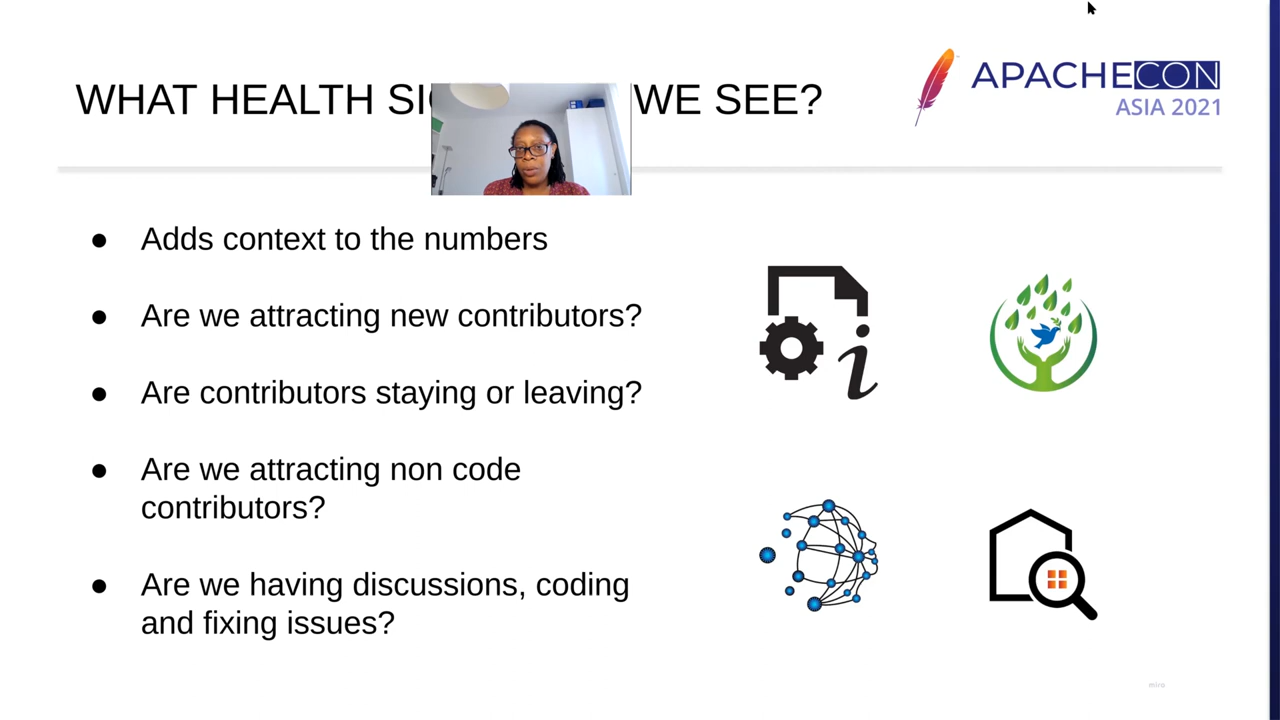 WHAT HEALTH WE SEE?
APACHECON
ASIA 2021
● Adds context to the numbers
● Are we attracting new contributors?
● Are contributors staying or leaving?
● Are we attracting non code
contributors?
● Are we having discussions, coding
and fixing issues?
i
miro